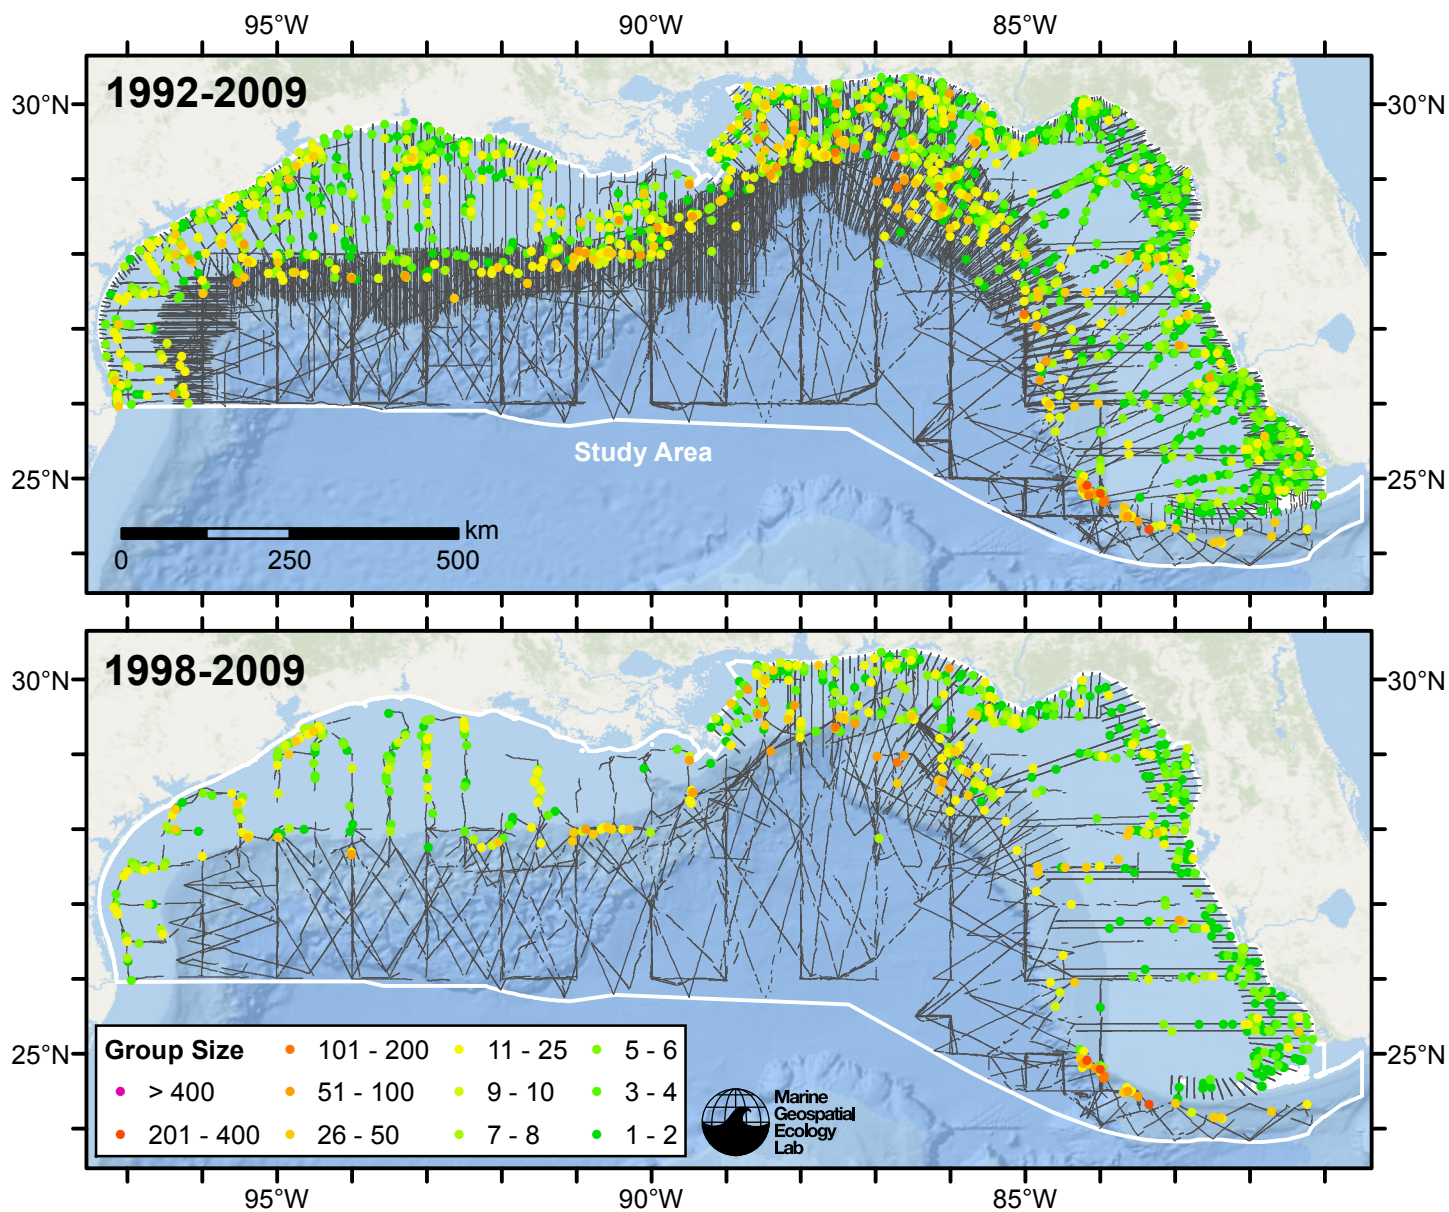 95°W 90°W 85°W
1992-2009
30°N 30°N
Study Area
25°N 25°N
km
0 250 500
1998-2009
30°N 30°N
25°N 25°N
Group Size
> 400
201 - 400
101 - 200
51 - 100
26 - 50
11 - 25
9 - 10
7 - 8
5 - 6
3 - 4
1 - 2
Marine
Geospatial
Ecology
Lab
95°W 90°W 85°W